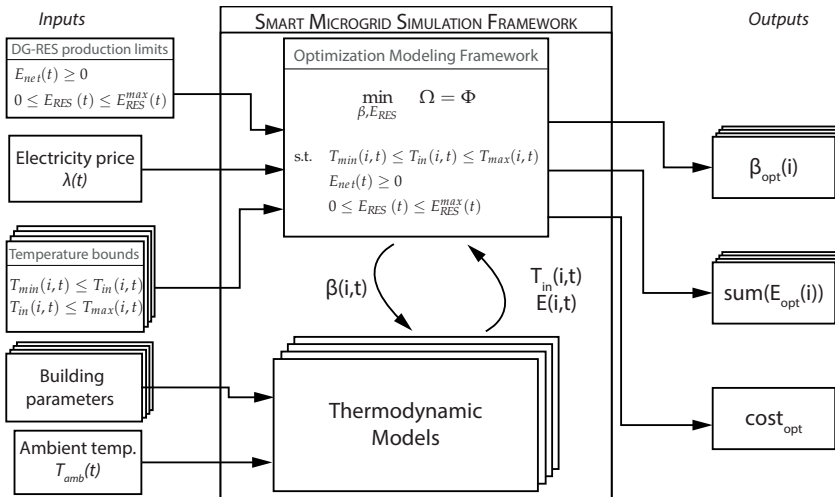 Inputs
SMART MICROGRID SIMULATION FRAMEWORK
Outputs
DG-RES production limits
E_net(t) ≥ 0
0 ≤ E_RES (t) ≤ E_RES^max(t)
Electricity price
λ(t)
Temperature bounds
T_min(i,t) ≤ T_in(i,t)
T_in(i,t) ≤ T_max(i,t)
Building
parameters
Ambient temp.
T_amb(t)
Optimization Modeling Framework
min Ω = Φ
β,E_RES
s.t. T_min(i,t) ≤ T_in(i,t) ≤ T_max(i,t)
E_net(t) ≥ 0
0 ≤ E_RES (t) ≤ E_RES^max(t)
β(i,t)
T_in(i,t)
E(i,t)
Thermodynamic
Models
β_opt(i)
sum(E_opt(i))
cost_opt